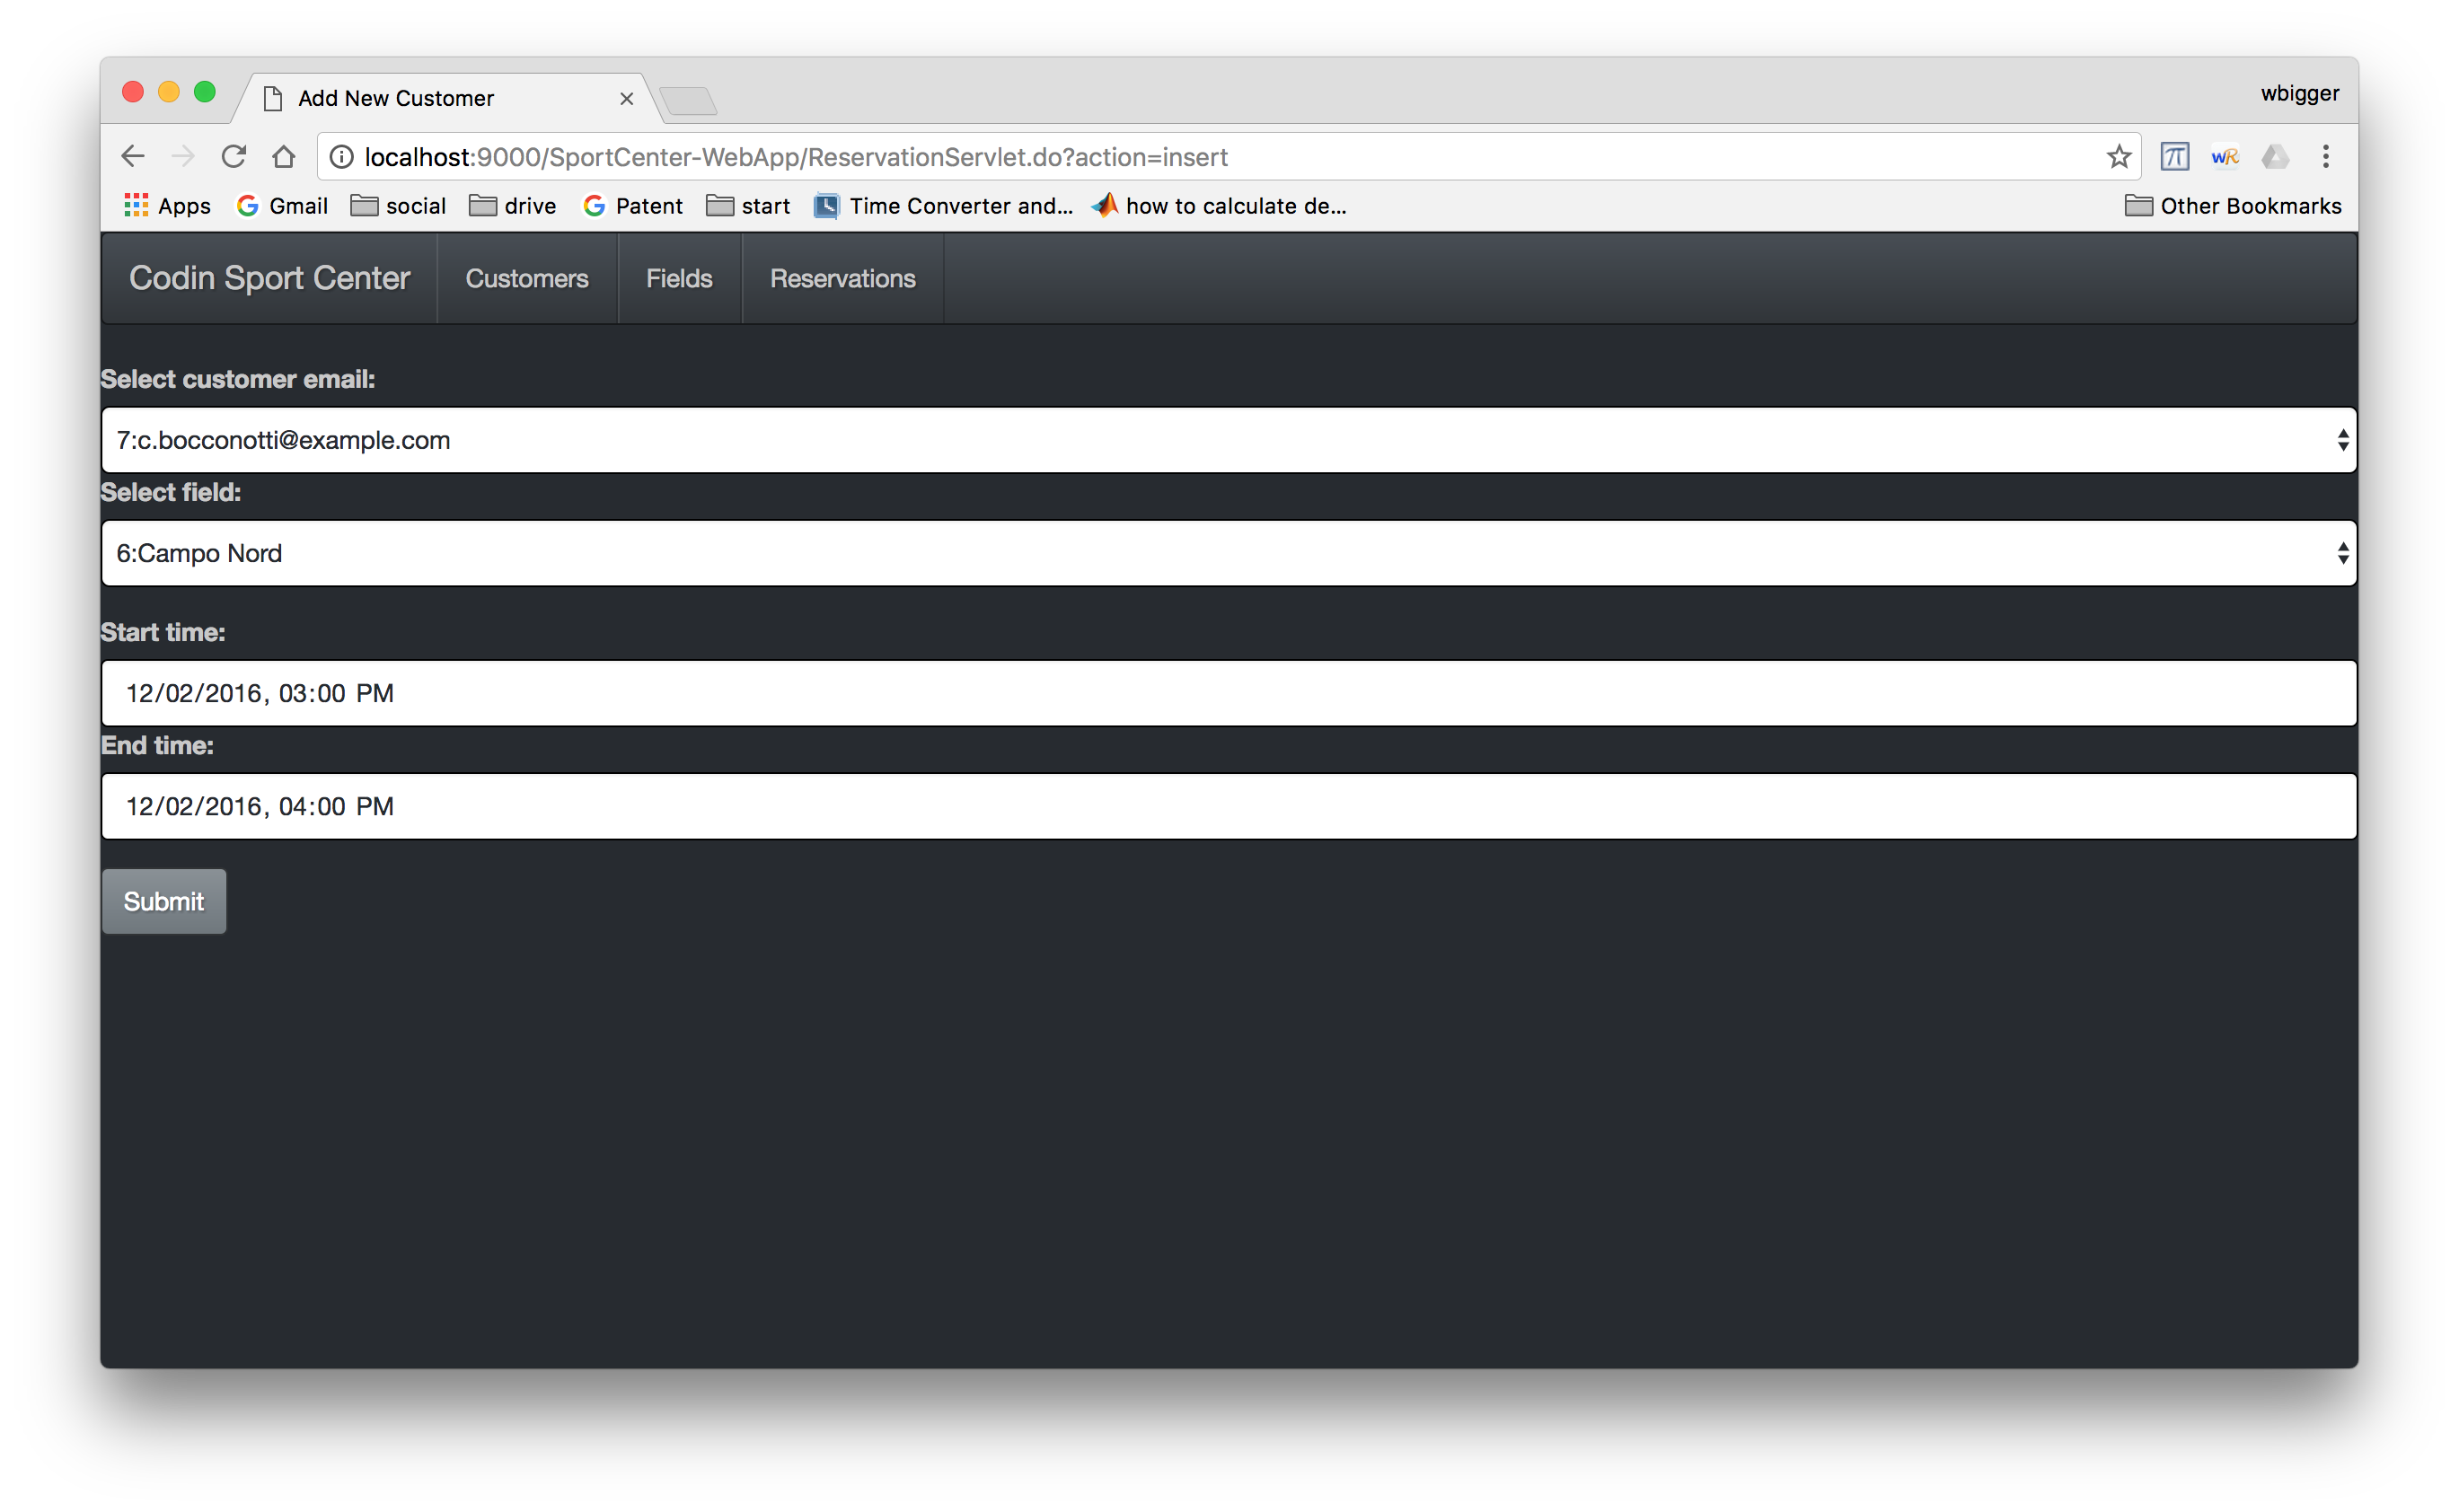 Add New Customer
wbigger
localhost:9000/SportCenter-WebApp/ReservationServlet.do?action=insert
Apps Gmail social drive Patent start Time Converter and... how to calculate de... Other Bookmarks
Codin Sport Center Customers Fields Reservations
Select customer email:
7:c.bocconotti@example.com
Select field:
6:Campo Nord
Start time:
12/02/2016, 03:00 PM
End time:
12/02/2016, 04:00 PM
Submit